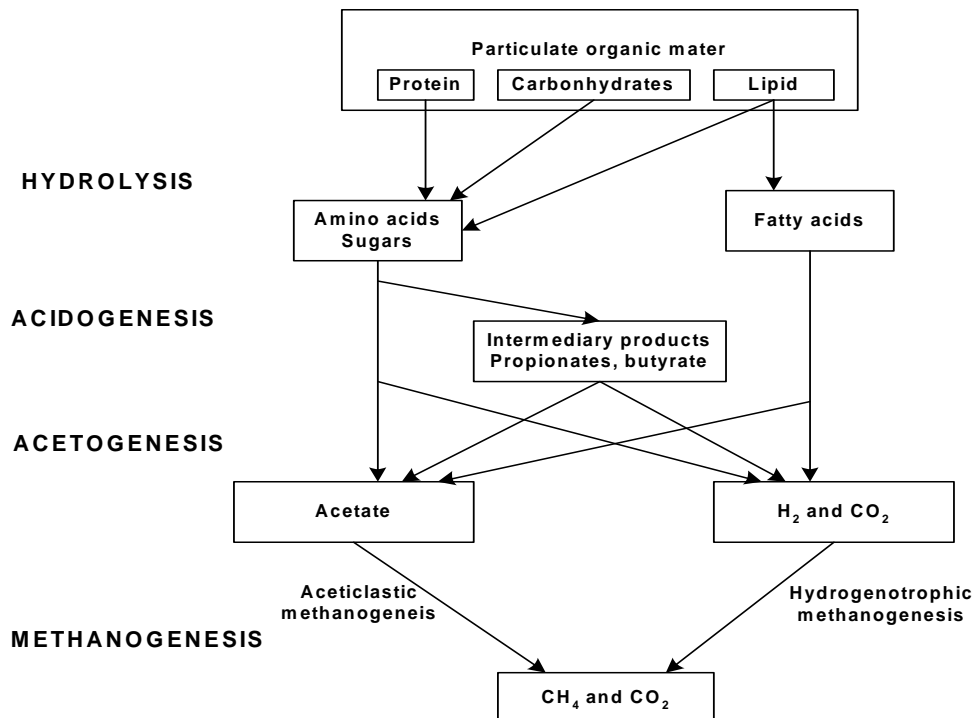 Particulate organic mater
Protein
Carbonhydrates
Lipid
HYDROLYSIS
Amino acids
Sugars
Fatty acids
ACIDOGENESIS
Intermediary products
Propionates, butyrate
ACETOGENESIS
Acetate
H₂ and CO₂
Aceticlastic
methanogeneis
Hydrogenotrophic
methanogenesis
METHANOGENESIS
CH₄ and CO₂